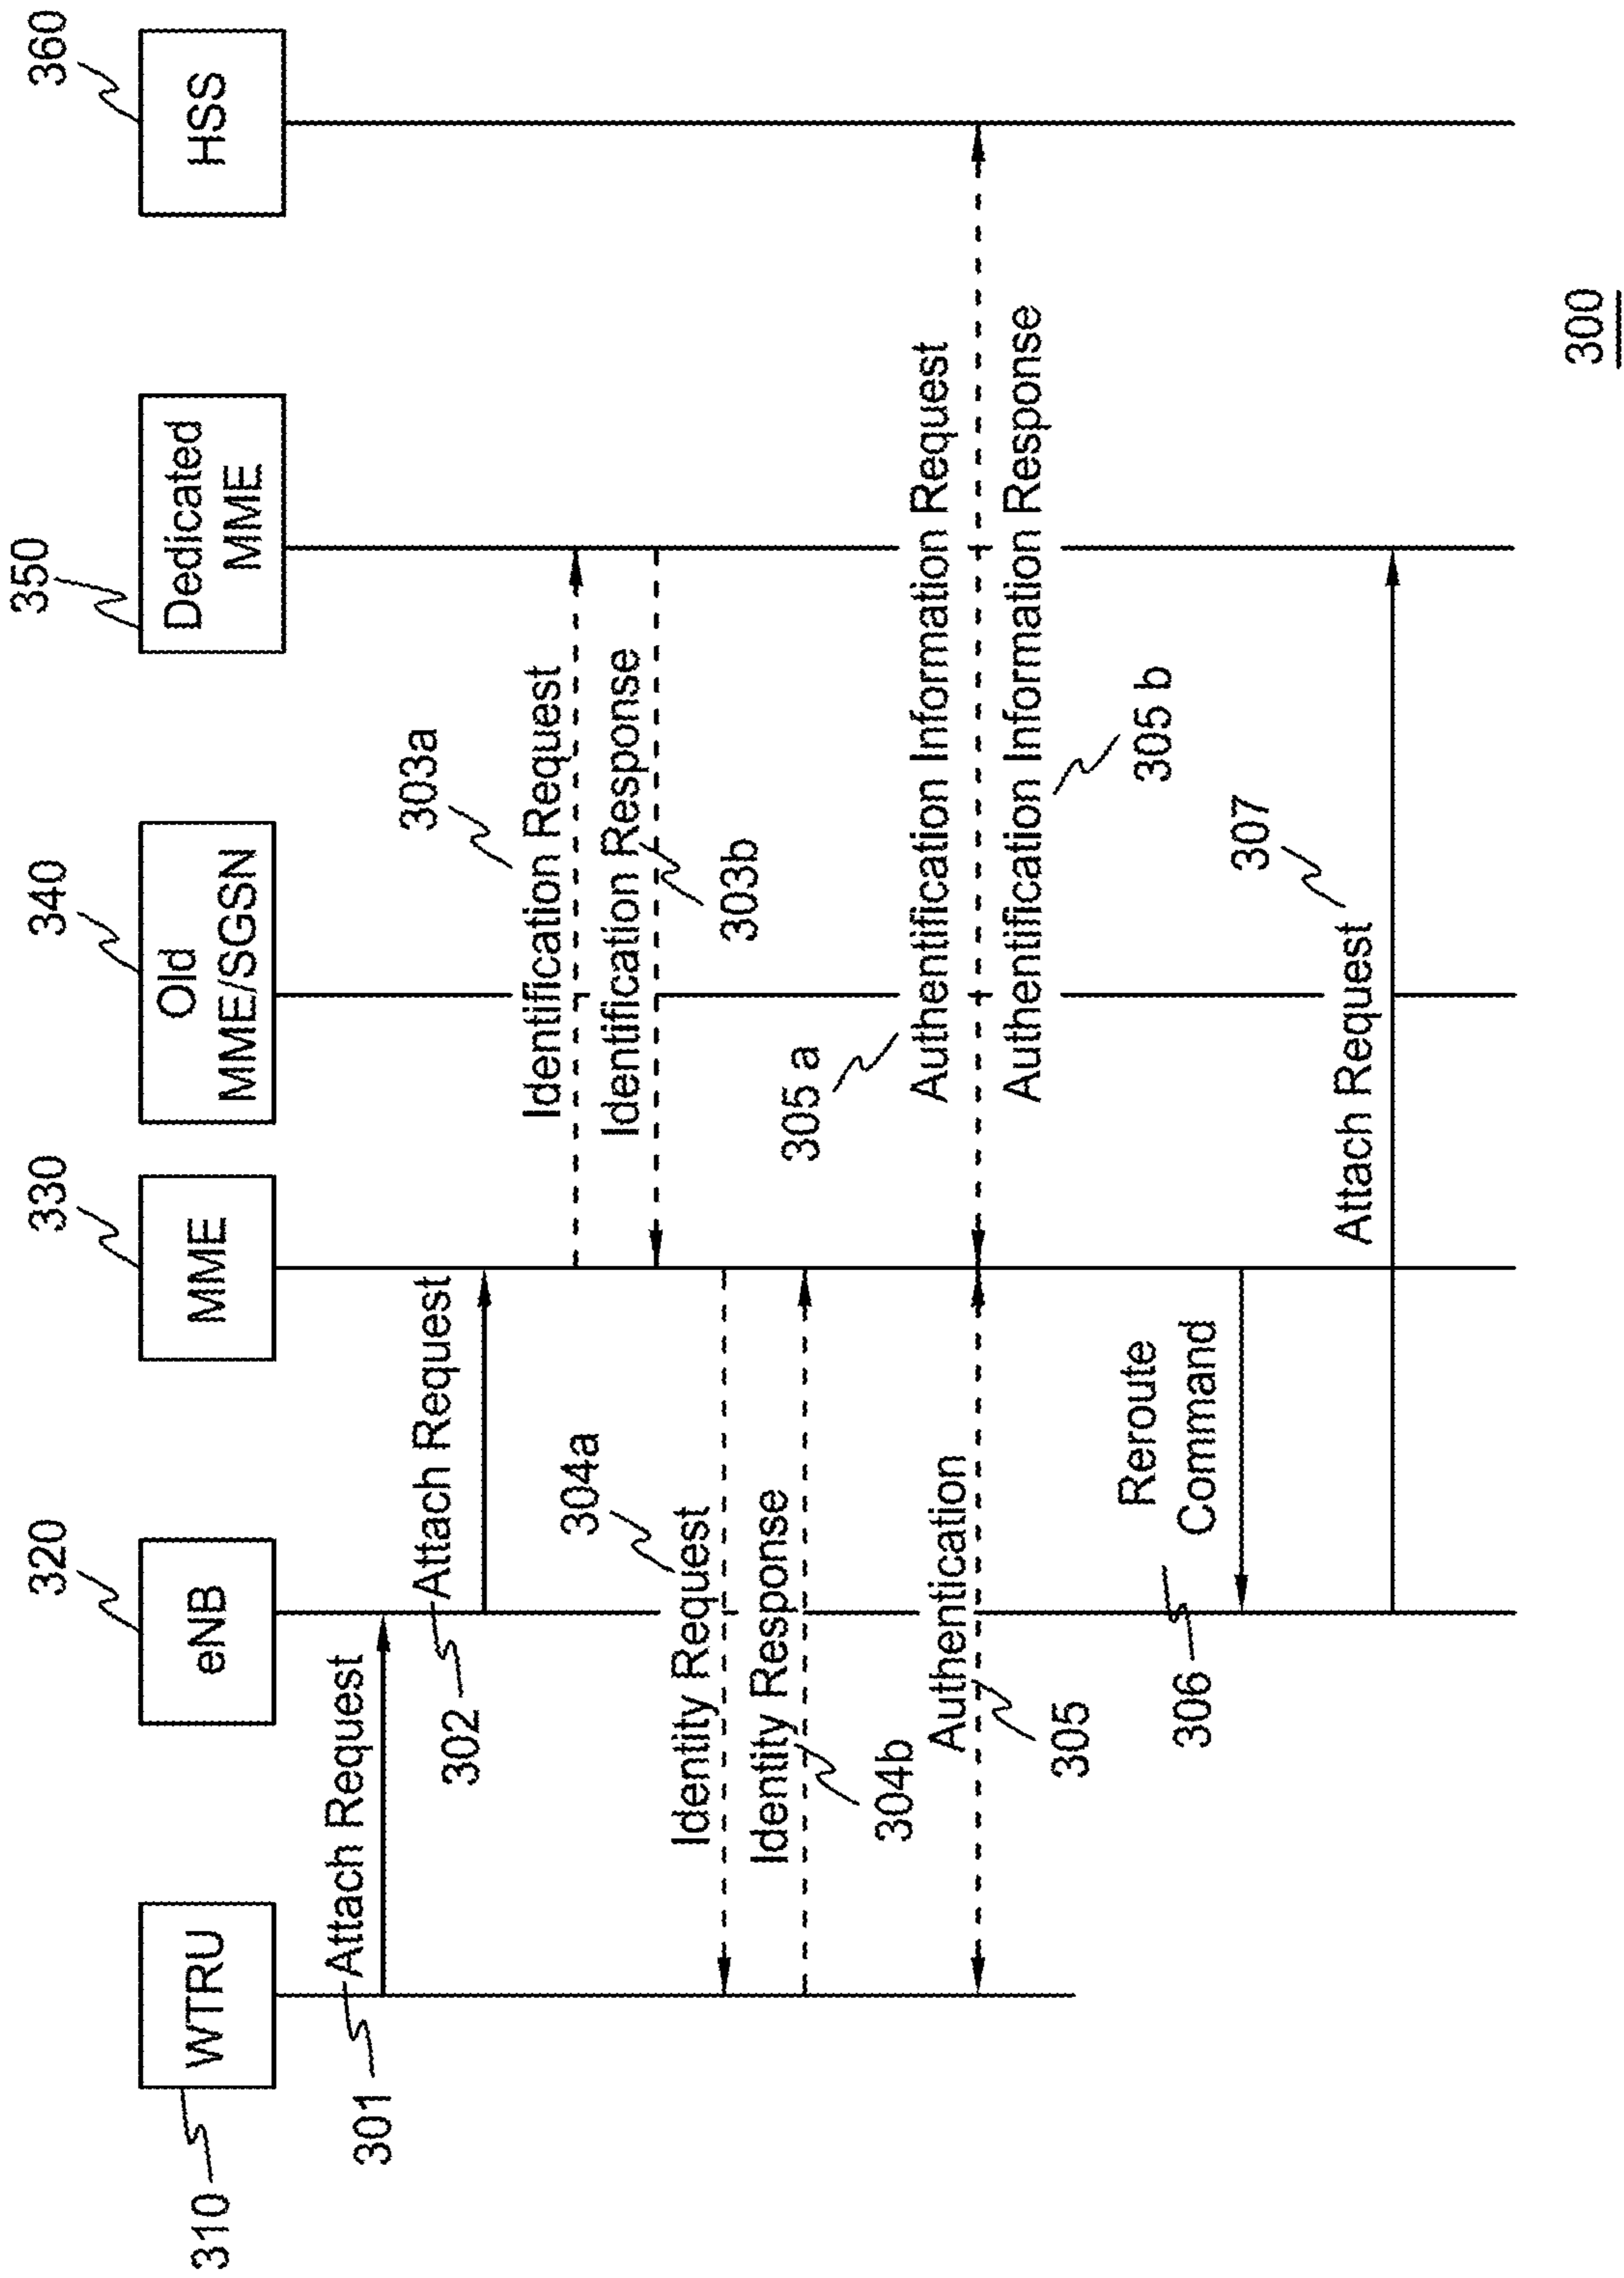 310
WTRU
320
eNB
330
MME
340
Old
MME/SGSN
350
Dedicated
MME
360
HSS
301
Attach Request
302
Attach Request
303a
Identification Request
Identification Response
303b
304a
Identity Request
Identity Response
304b
305 a
Authentification Information Request
Authentication
305
Authentification Information Response
305 b
Reroute
Command
306
307
Attach Request
300